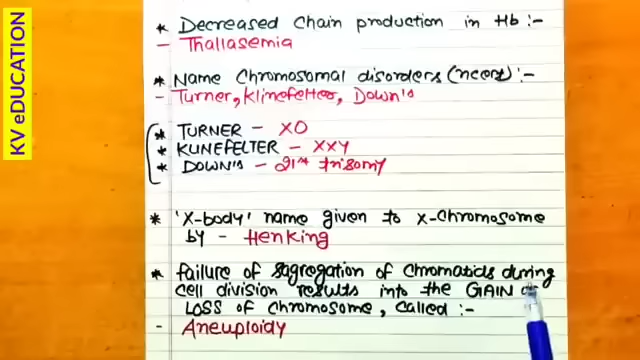 KV eDUCATION
* Decreased chain production in Hb :-
- Thallasemia
* Name Chromosomal disorders (ncert) :-
- Turner, Klinefelter, Down's
* TURNER - XO
* KLINEFELTER - XXY
* DOWN'S - 21st trisomy
* 'X-body' name given to X-chromosome
by - Henking
* Failure of sagregation of chromatids during
cell division results into the GAIN or
LOSS of chromosome, called :-
- Aneuploidy